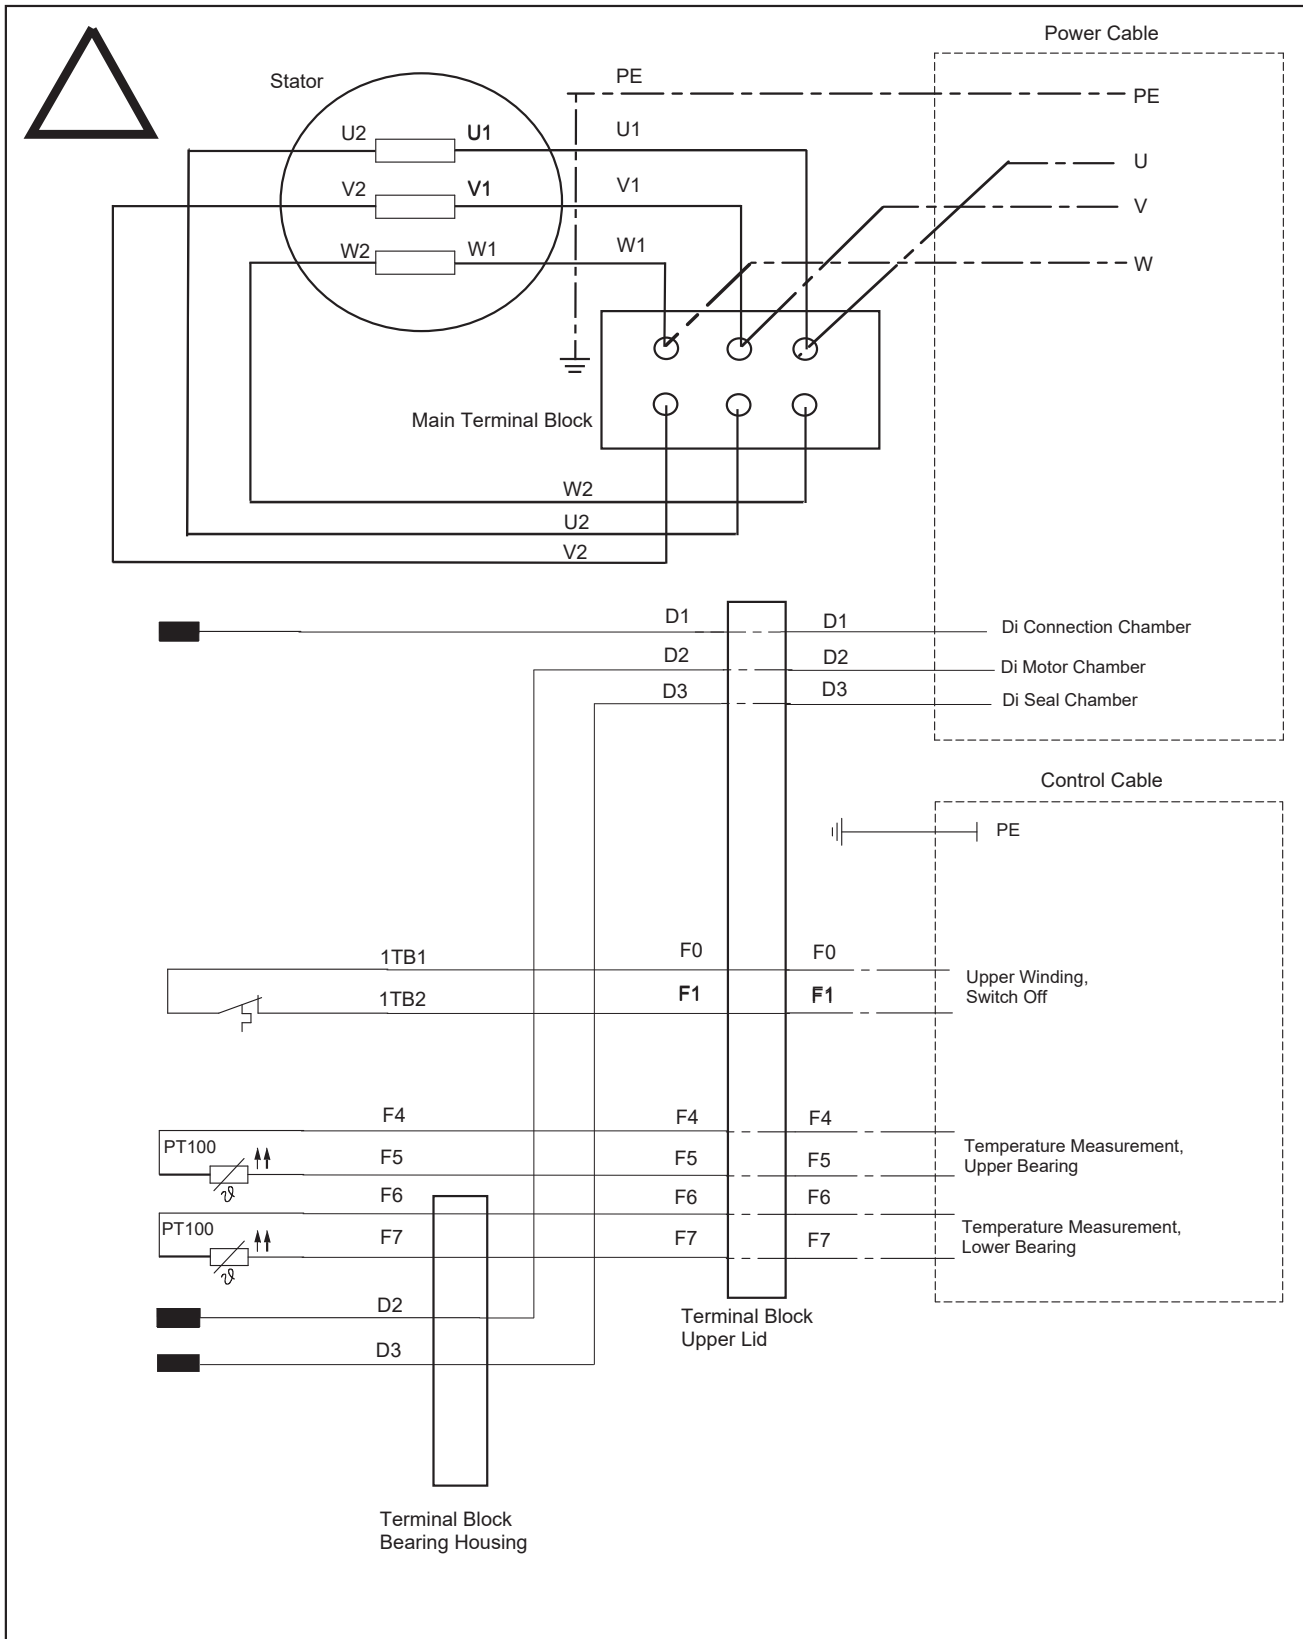 Power Cable
Stator
PE
PE
U2
U1
U1
U
V2
V1
V1
V
W2
W1
W1
W
Main Terminal Block
W2
U2
V2
D1
D1
Di Connection Chamber
D2
D2
Di Motor Chamber
D3
D3
Di Seal Chamber
Control Cable
PE
1TB1
F0
F0
1TB2
F1
F1
Upper Winding,
Switch Off
F4
F4
F4
PT100
F5
F5
F5
Temperature Measurement,
Upper Bearing
ϑ
F6
F6
F6
PT100
F7
F7
F7
Temperature Measurement,
Lower Bearing
ϑ
D2
D3
Terminal Block
Upper Lid
Terminal Block
Bearing Housing